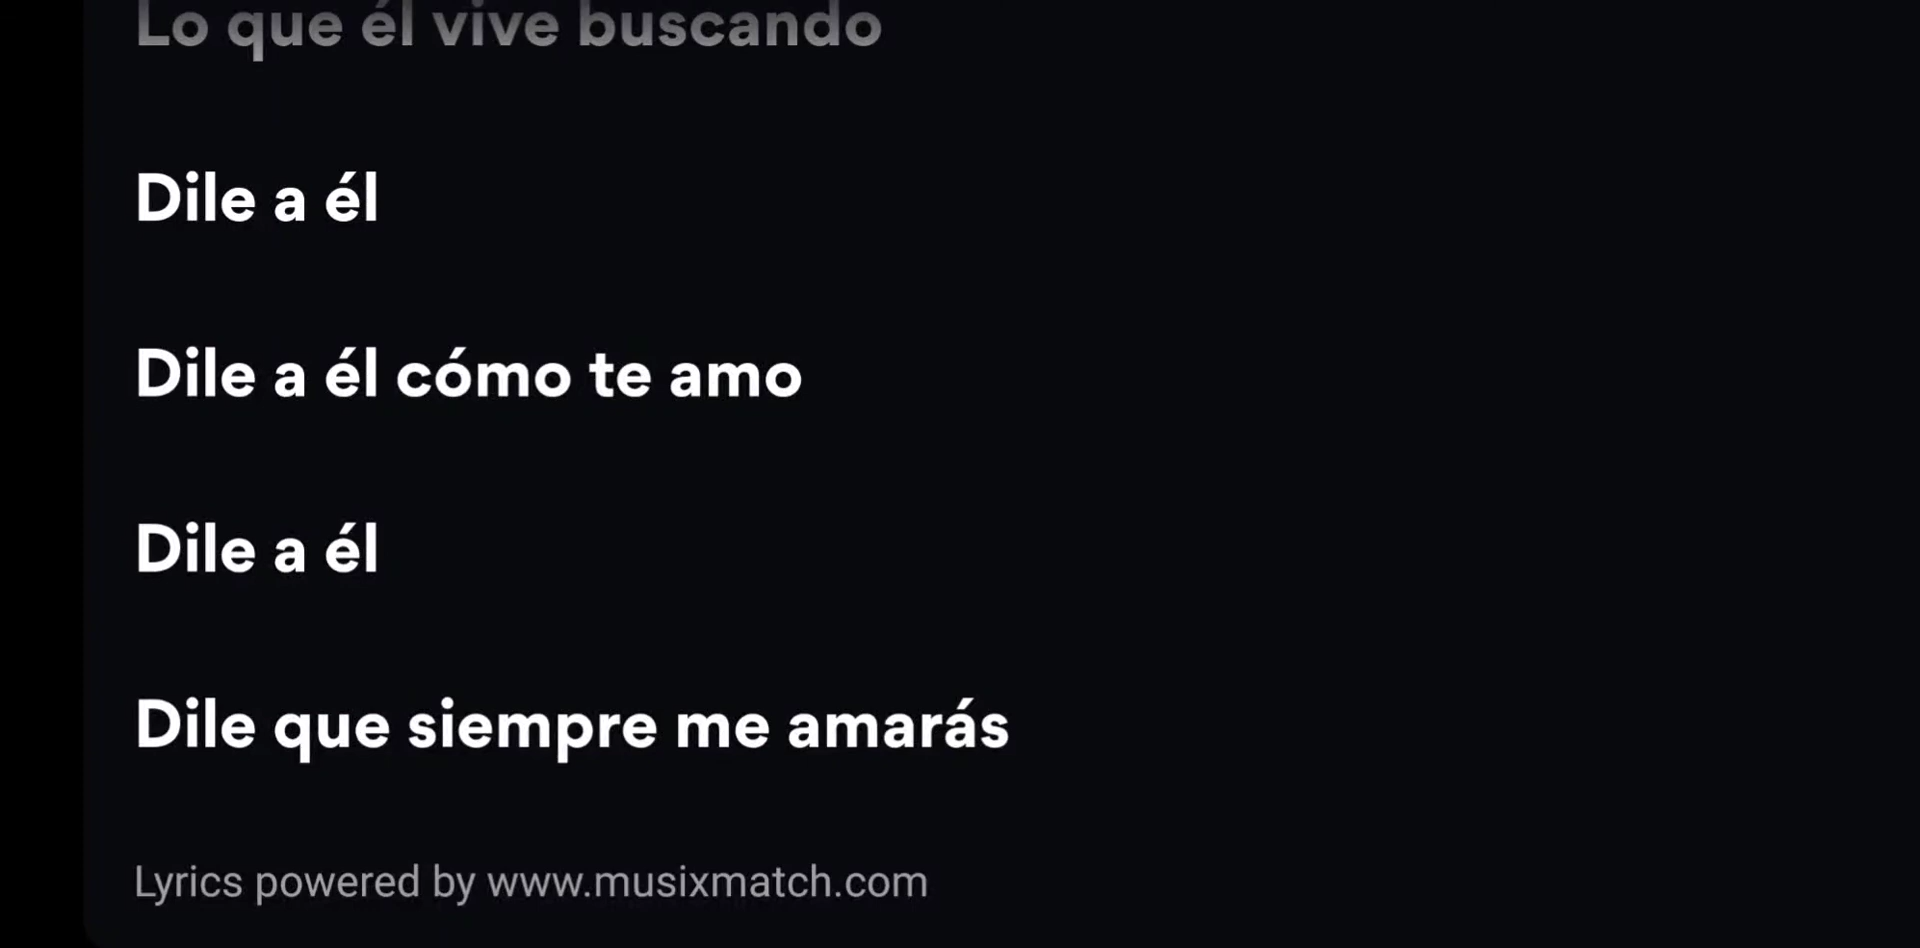 Lo que él vive buscando
Dile a él
Dile a él cómo te amo
Dile a él
Dile que siempre me amarás
Lyrics powered by www.musixmatch.com